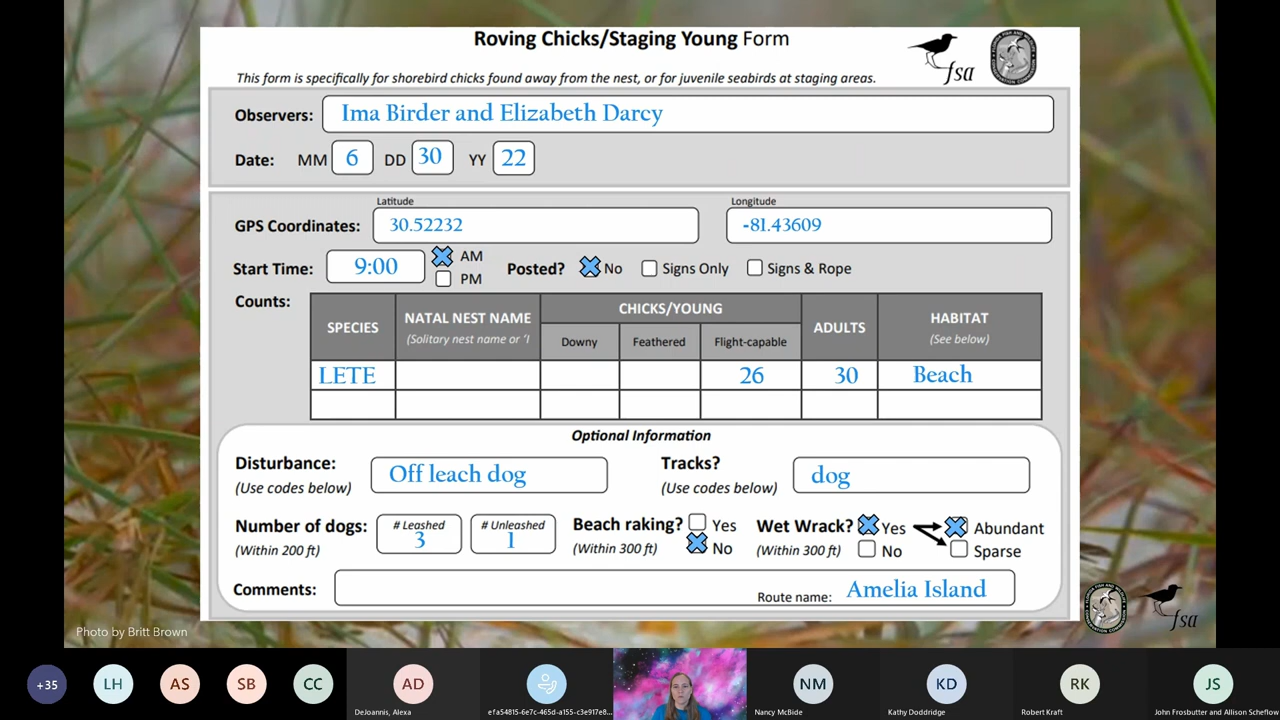 Roving Chicks/Staging Young Form
fsa
This form is specifically for shorebird chicks found away from the nest, or for juvenile seabirds at staging areas.
Observers: Ima Birder and Elizabeth Darcy
Date: MM 6 DD 30 YY 22
Latitude Longitude
GPS Coordinates: 30.52232 -81.43609
Start Time: 9:00 AM PM Posted? No Signs Only Signs & Rope
Counts:
SPECIES NATAL NEST NAME CHICKS/YOUNG ADULTS HABITAT
(Solitary nest name or 'I Downy Feathered Flight-capable (See below)
LETE 26 30 Beach
Optional Information
Disturbance: Off leach dog Tracks? dog
(Use codes below) (Use codes below)
Number of dogs: # Leashed 3 # Unleashed 1 Beach raking? Yes No Wet Wrack? Yes No Abundant Sparse
(Within 200 ft) (Within 300 ft) (Within 300 ft)
Comments: Route name: Amelia Island
Photo by Britt Brown
fsa
+35 LH AS SB CC AD NM KD RK JS
DeJoannis, Alexa efa54815-6e7c-465d-a155-c3e917e8... Nancy McBide Kathy Doddridge Robert Kraft John Frosbutter and Allison Scheflow